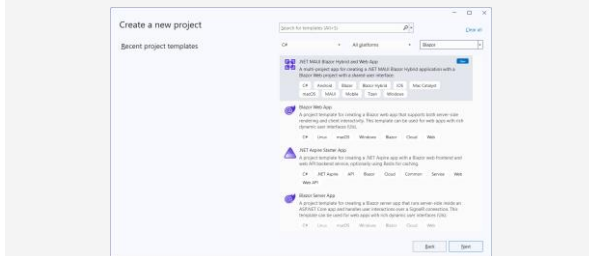 Create a new project
Search for templates (Alt+S)
Clear all
Recent project templates
C#
All platforms
Blazor
.NET MAUI Blazor Hybrid and Web App
A multi-project app for creating a .NET MAUI Blazor Hybrid application with a
Blazor Web project with a shared user interface.
C# Android Blazor Blazor Hybrid iOS Mac Catalyst
macOS MAUI Mobile Tizen Windows
Blazor Web App
A project template for creating a Blazor web app that supports both server-side
rendering and client interactivity. This template can be used for web apps with rich
dynamic user interfaces (UIs).
C# Linux macOS Windows Blazor Cloud Web
.NET Aspire Starter App
A project template for creating a .NET Aspire app with a Blazor web frontend and
web API backend service, optionally using Redis for caching.
C# .NET Aspire API Blazor Cloud Common Service Web
Web API
Blazor Server App
A project template for creating a Blazor server app that runs server-side inside an
ASP.NET Core app and handles user interactions over a SignalR connection. This
template can be used for web apps with rich dynamic user interfaces (UIs).
C# Linux macOS Windows Blazor Cloud Web
Back
Next